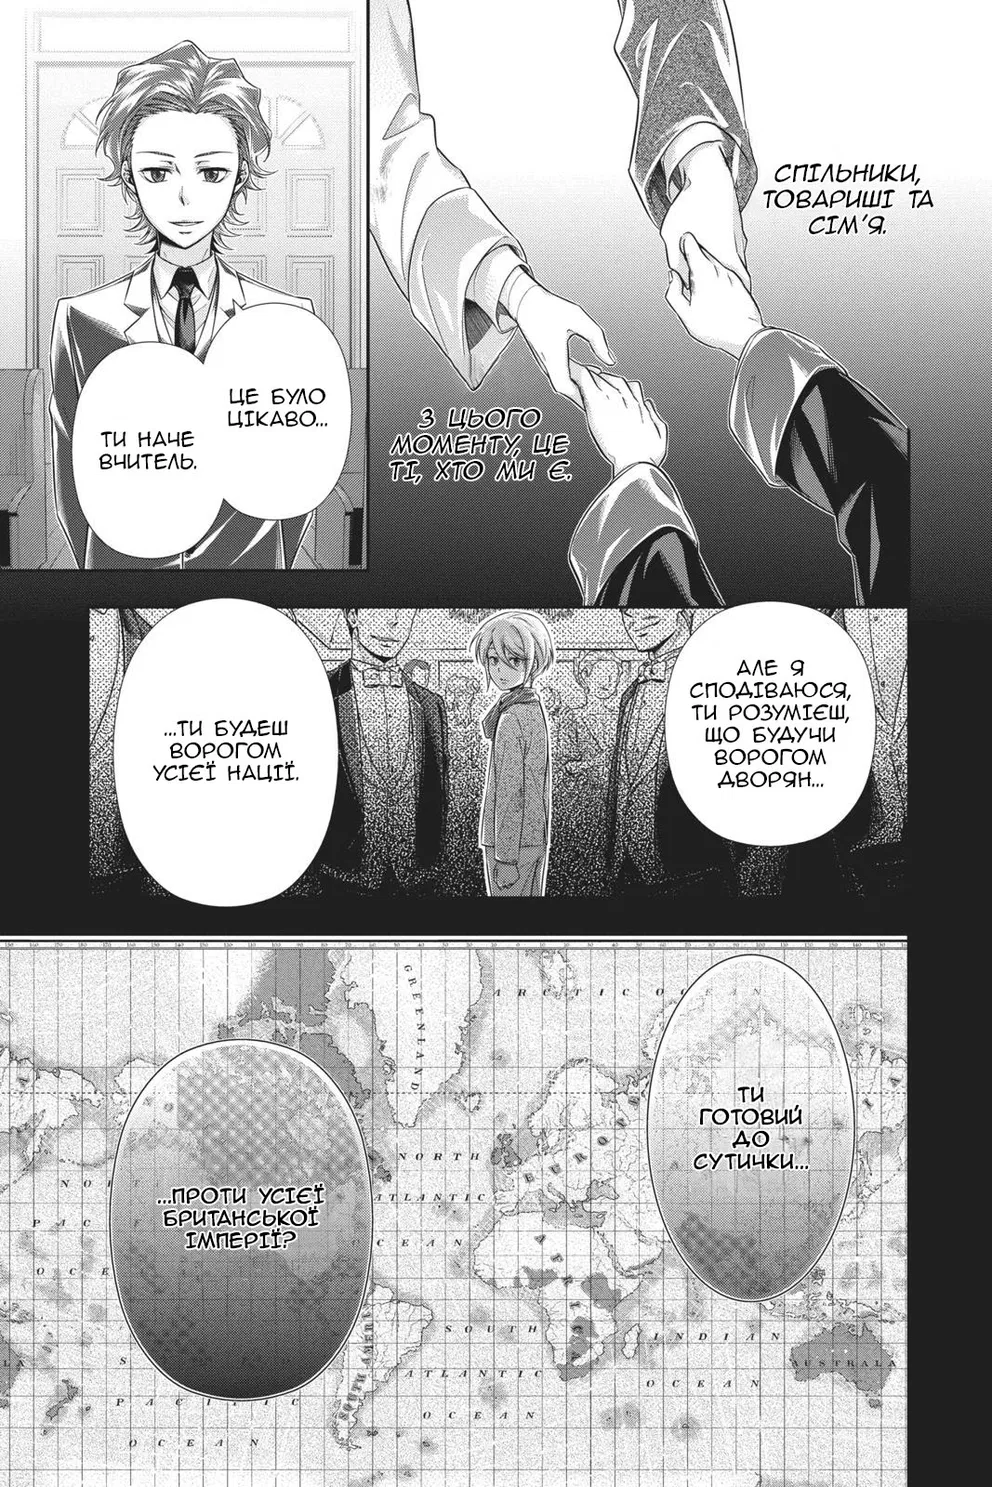 СПІЛЬНИКИ,
ТОВАРИШІ ТА
СІМ'Я.
З ЦЬОГО
МОМЕНТУ, ЦЕ
ТІ, ХТО МИ Є.
ЦЕ БУЛО
ЦІКАВО...
ТИ НАЧЕ
ВЧИТЕЛЬ.
АЛЕ Я
СПОДІВАЮСЯ,
ТИ РОЗУМІЄШ,
ЩО БУДУЧИ
ВОРОГОМ
ДВОРЯН...
...ТИ БУДЕШ
ВОРОГОМ
УСІЄЇ НАЦІЇ.
ТИ
ГОТОВИЙ
ДО
СУТИЧКИ...
...ПРОТИ УСІЄЇ
БРИТАНСЬКОЇ
ІМПЕРІЇ?
GREENLAND
ARCTIC OCEAN
NORTH
ATLANTIC
OCEAN
PACIFIC
OCEAN
AFRICA
SOUTH AMERICA
SOUTH
ATLANTIC
OCEAN
INDIAN
OCEAN
AUSTRALIA
PACIFIC
OCEAN